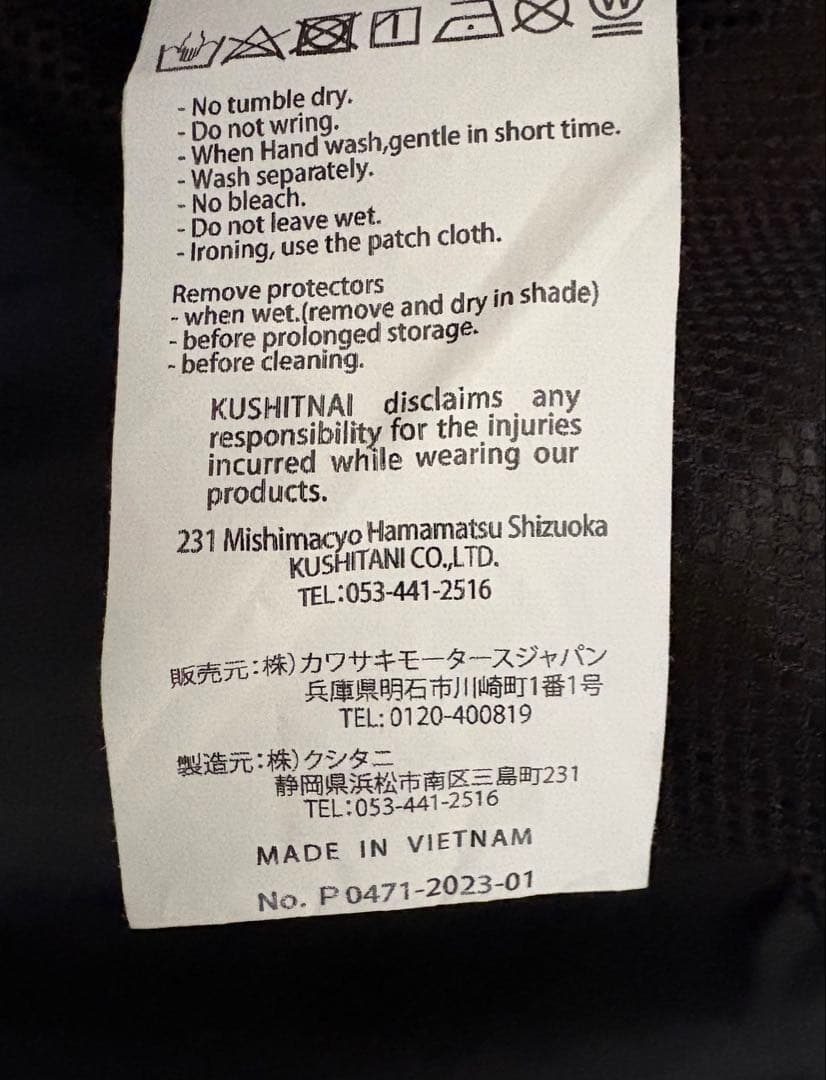 - No tumble dry.
- Do not wring.
- When Hand wash,gentle in short time.
- Wash separately.
- No bleach.
- Do not leave wet.
- Ironing, use the patch cloth.
Remove protectors
- when wet.(remove and dry in shade)
- before prolonged storage.
- before cleaning.
KUSHITNAI disclaims any
responsibility for the injuries
incurred while wearing our
products.
231 Mishimacyo Hamamatsu Shizuoka
KUSHITANI CO.,LTD.
TEL:053-441-2516
販売元:株)カワサキモータースジャパン
兵庫県明石市川崎町1番1号
TEL: 0120-400819
製造元:株)クシタニ
静岡県浜松市南区三島町231
TEL:053-441-2516
MADE IN VIETNAM
No. P0471-2023-01